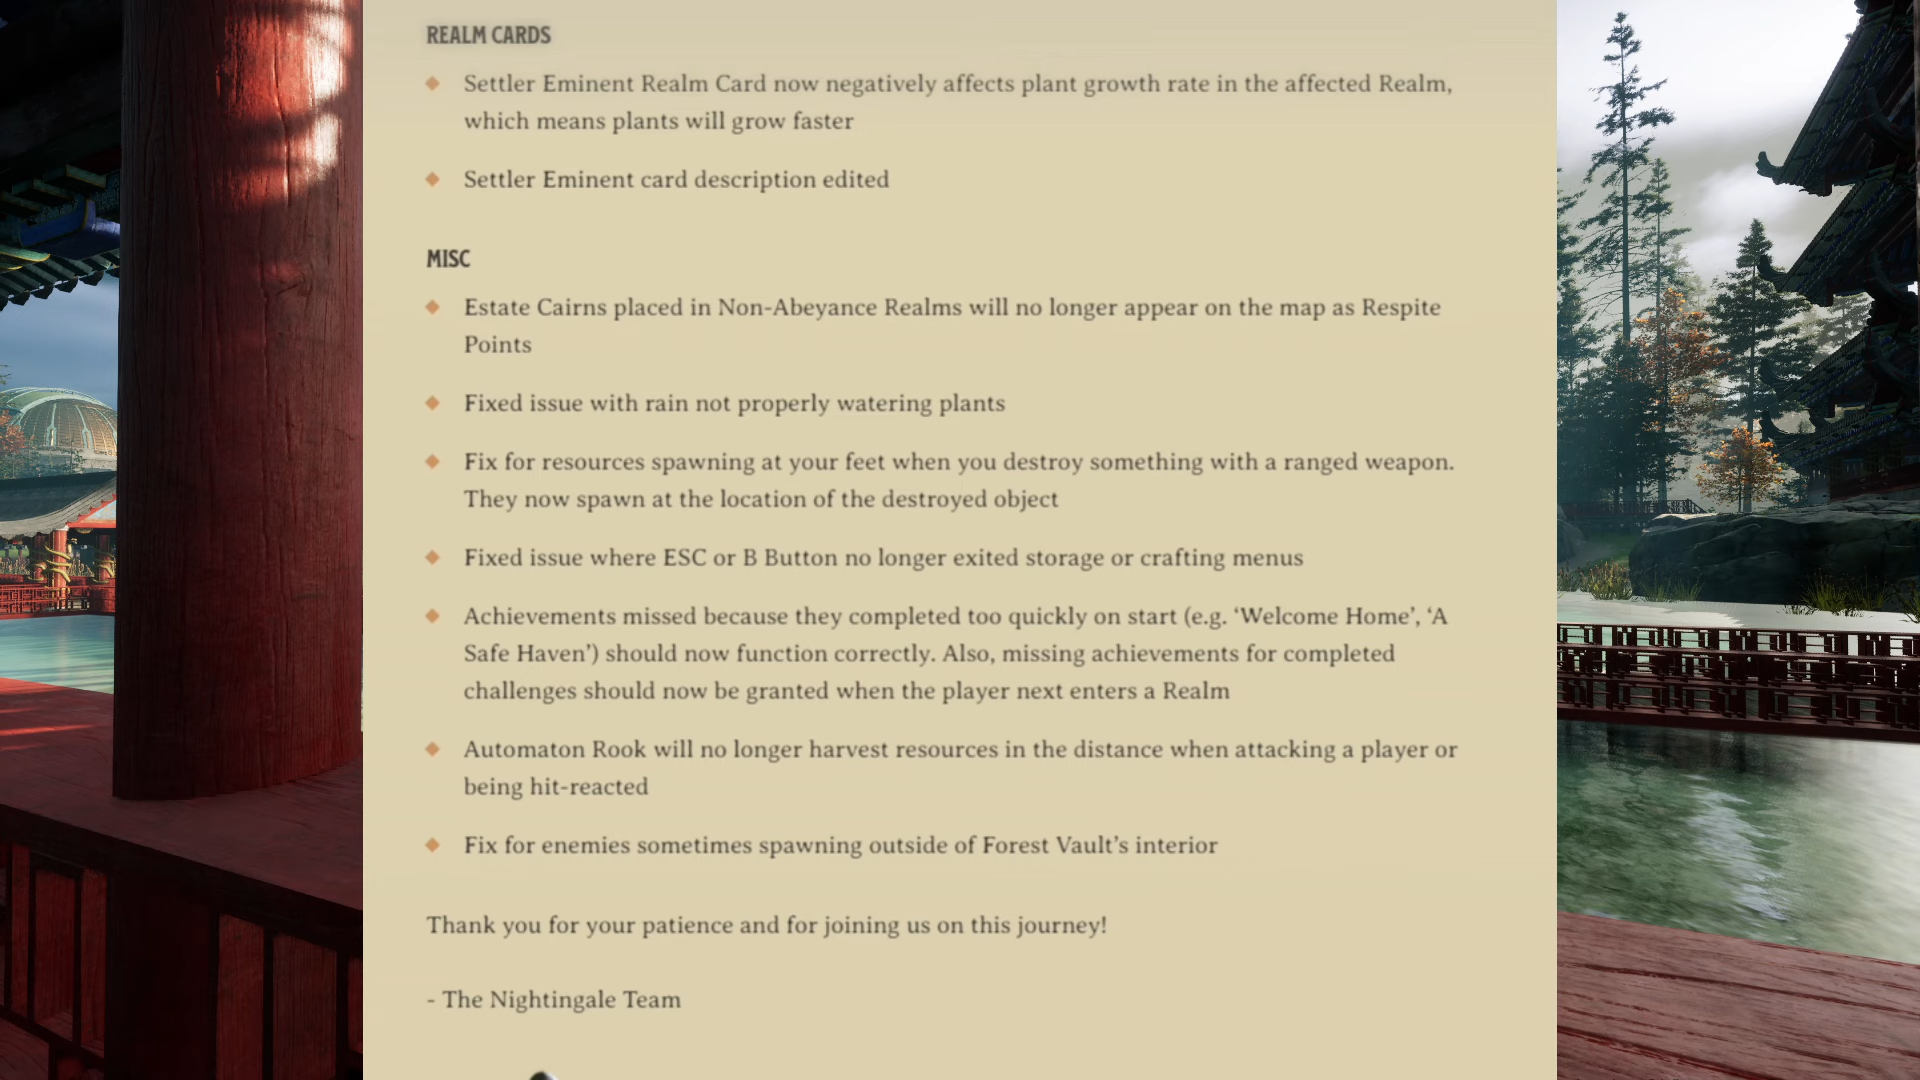 REALM CARDS
Settler Eminent Realm Card now negatively affects plant growth rate in the affected Realm,
which means plants will grow faster
Settler Eminent card description edited
MISC
Estate Cairns placed in Non-Abeyance Realms will no longer appear on the map as Respite
Points
Fixed issue with rain not properly watering plants
Fix for resources spawning at your feet when you destroy something with a ranged weapon.
They now spawn at the location of the destroyed object
Fixed issue where ESC or B Button no longer exited storage or crafting menus
Achievements missed because they completed too quickly on start (e.g. ‘Welcome Home’, ‘A
Safe Haven’) should now function correctly. Also, missing achievements for completed
challenges should now be granted when the player next enters a Realm
Automaton Rook will no longer harvest resources in the distance when attacking a player or
being hit-reacted
Fix for enemies sometimes spawning outside of Forest Vault’s interior
Thank you for your patience and for joining us on this journey!
- The Nightingale Team